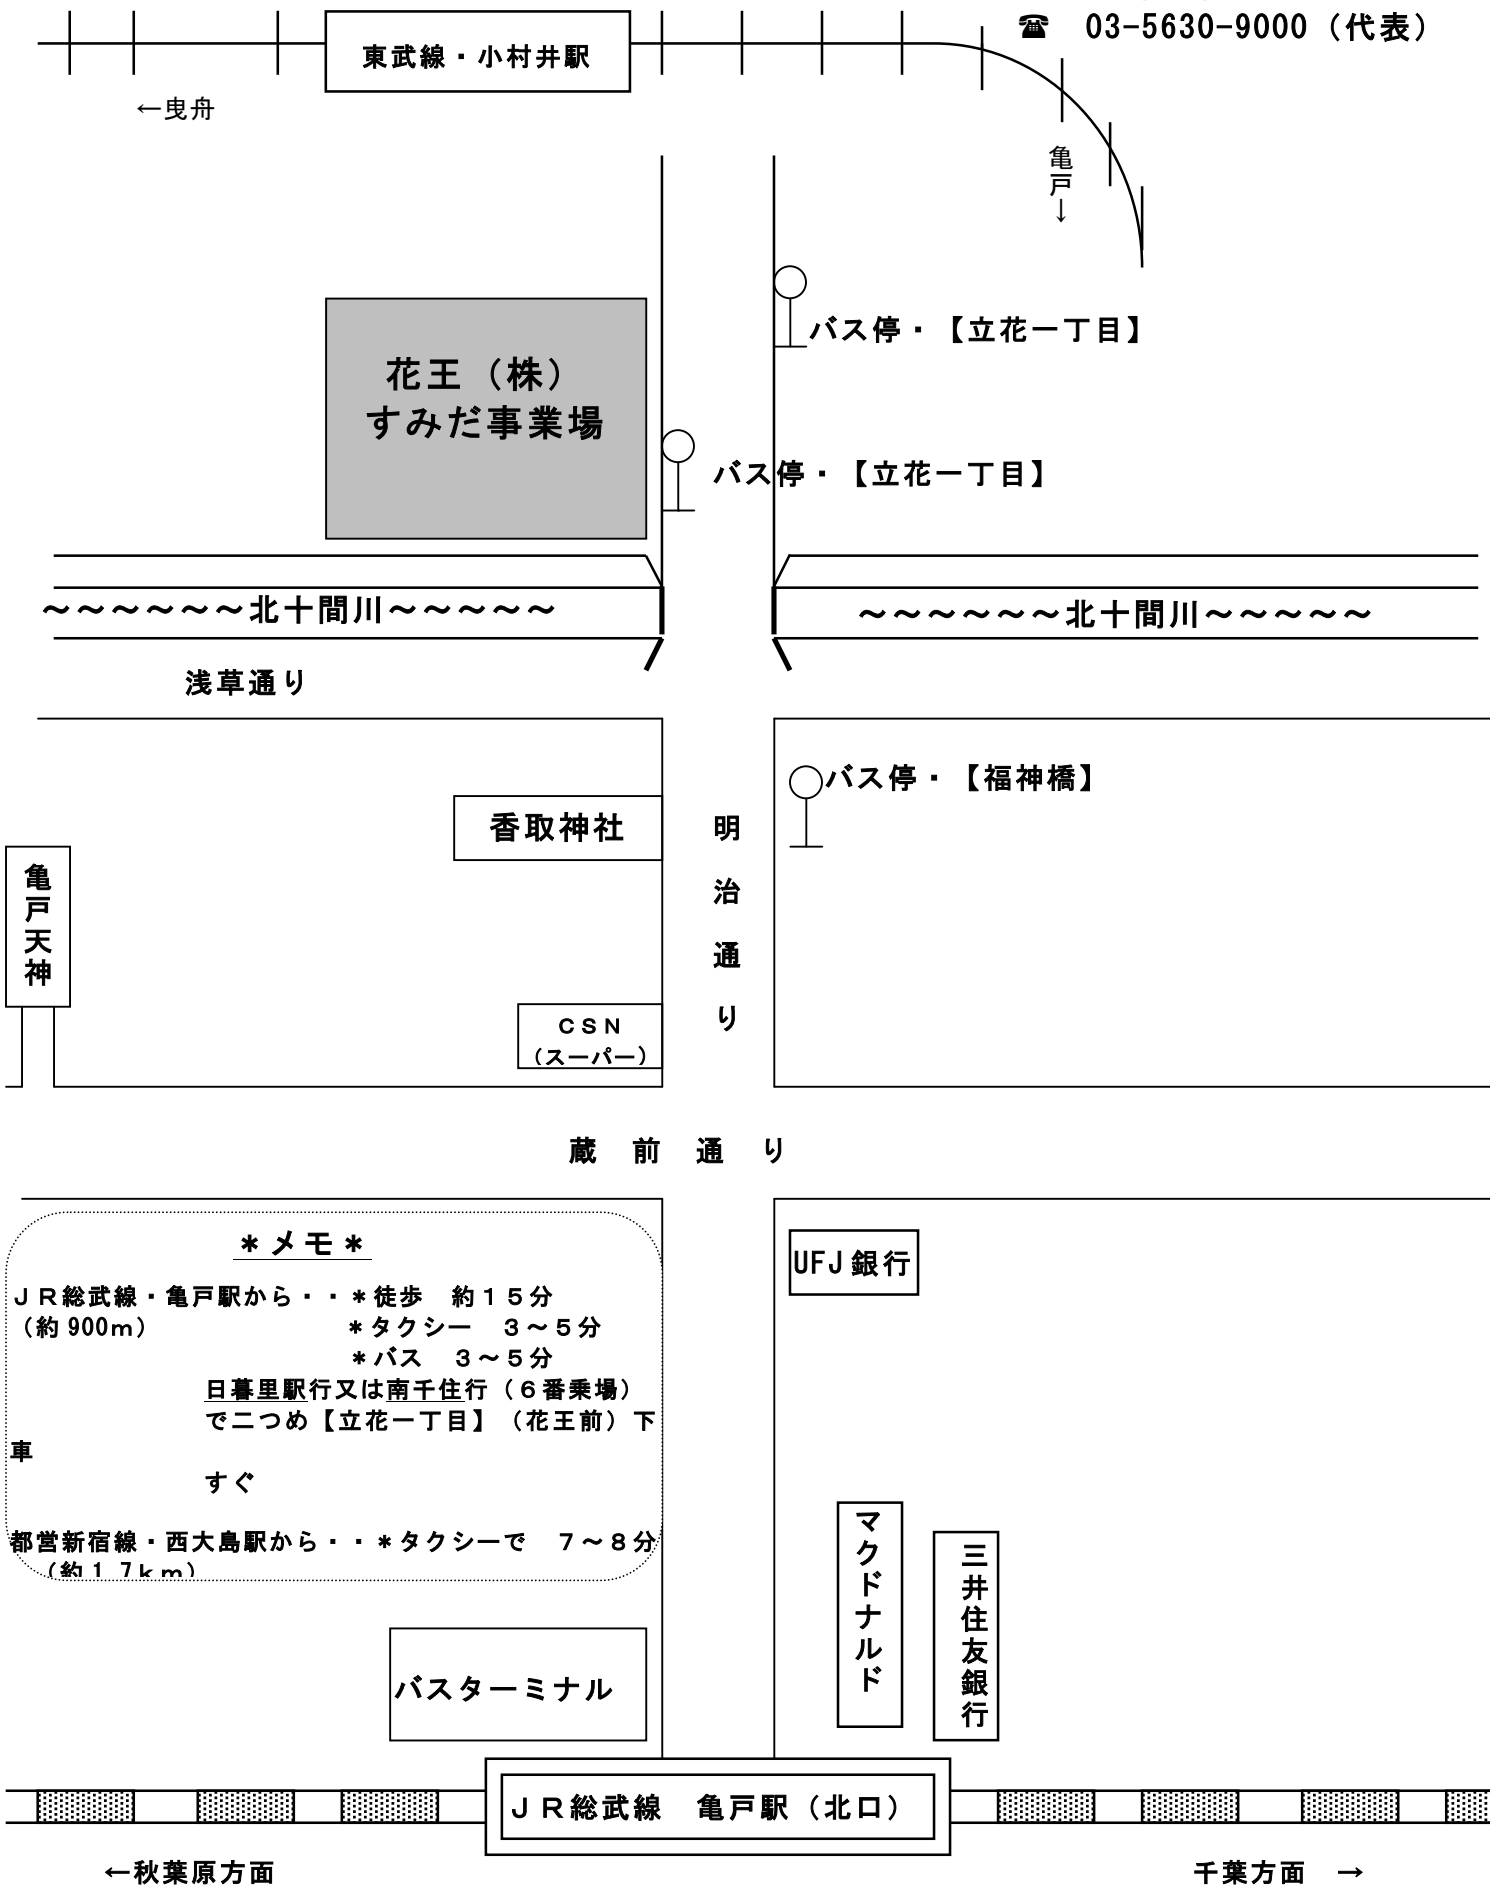 ☎ 03-5630-9000（代表）
東武線・小村井駅
←曳舟
亀戸→
バス停・【立花一丁目】
花王（株）
すみだ事業場
バス停・【立花一丁目】
～～～～～～北十間川～～～～～
～～～～～～北十間川～～～～～
浅草通り
バス停・【福神橋】
香取神社
明治通り
亀戸天神
ＣＳＮ
（スーパー）
蔵前通り
＊メモ＊
ＪＲ総武線・亀戸駅から・・＊徒歩 約１５分
（約900ｍ） ＊タクシー ３～５分
＊バス ３～５分
日暮里駅行又は南千住行（６番乗場）
で二つめ【立花一丁目】（花王前）下
車
すぐ
都営新宿線・西大島駅から・・＊タクシーで ７～８分
（約１.７ｋｍ）
UFJ銀行
マクドナルド
三井住友銀行
バスターミナル
ＪＲ総武線 亀戸駅（北口）
←秋葉原方面
千葉方面 →